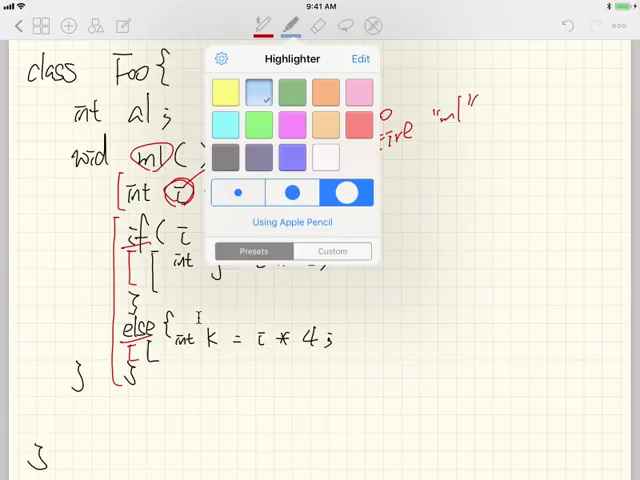 9:41 AM
Highlighter
Edit
class Foo{
int a1;
"m1"
void m1( )
int i
if( i
int j
}
else {
int k = i * 4;
}
}
}
Using Apple Pencil
Presets
Custom